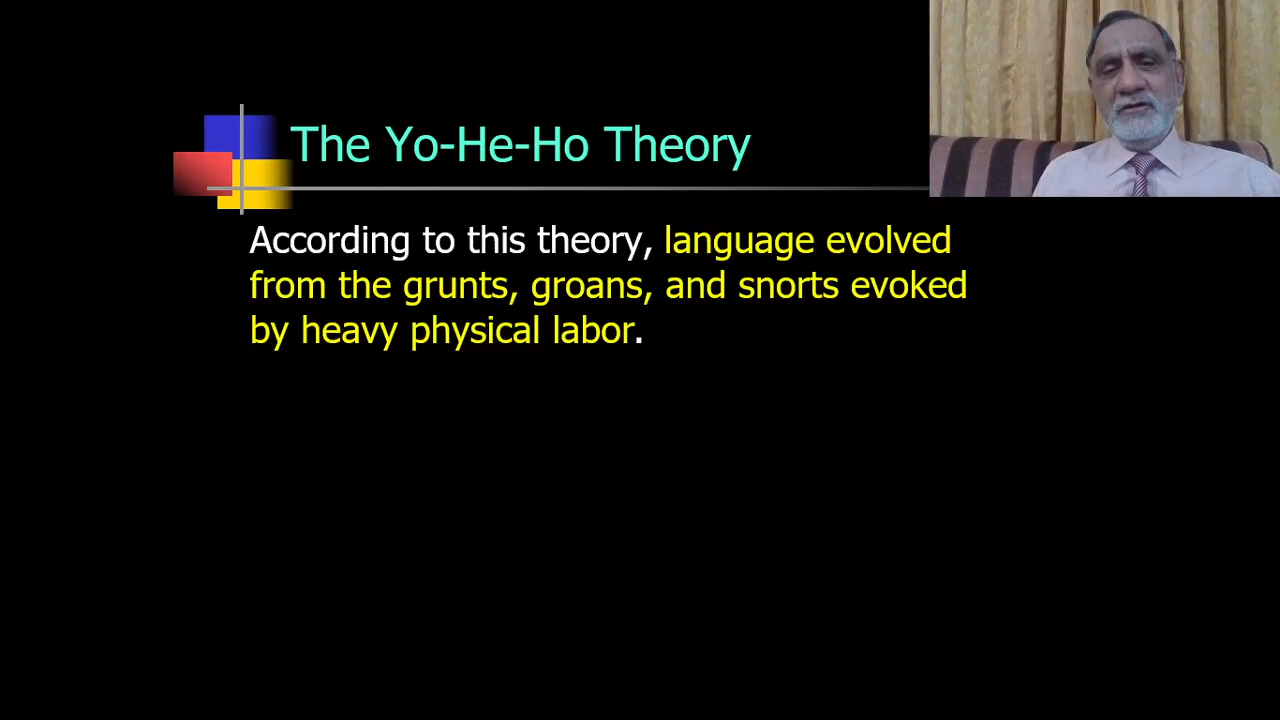 The Yo-He-Ho Theory
According to this theory, language evolved
from the grunts, groans, and snorts evoked
by heavy physical labor.